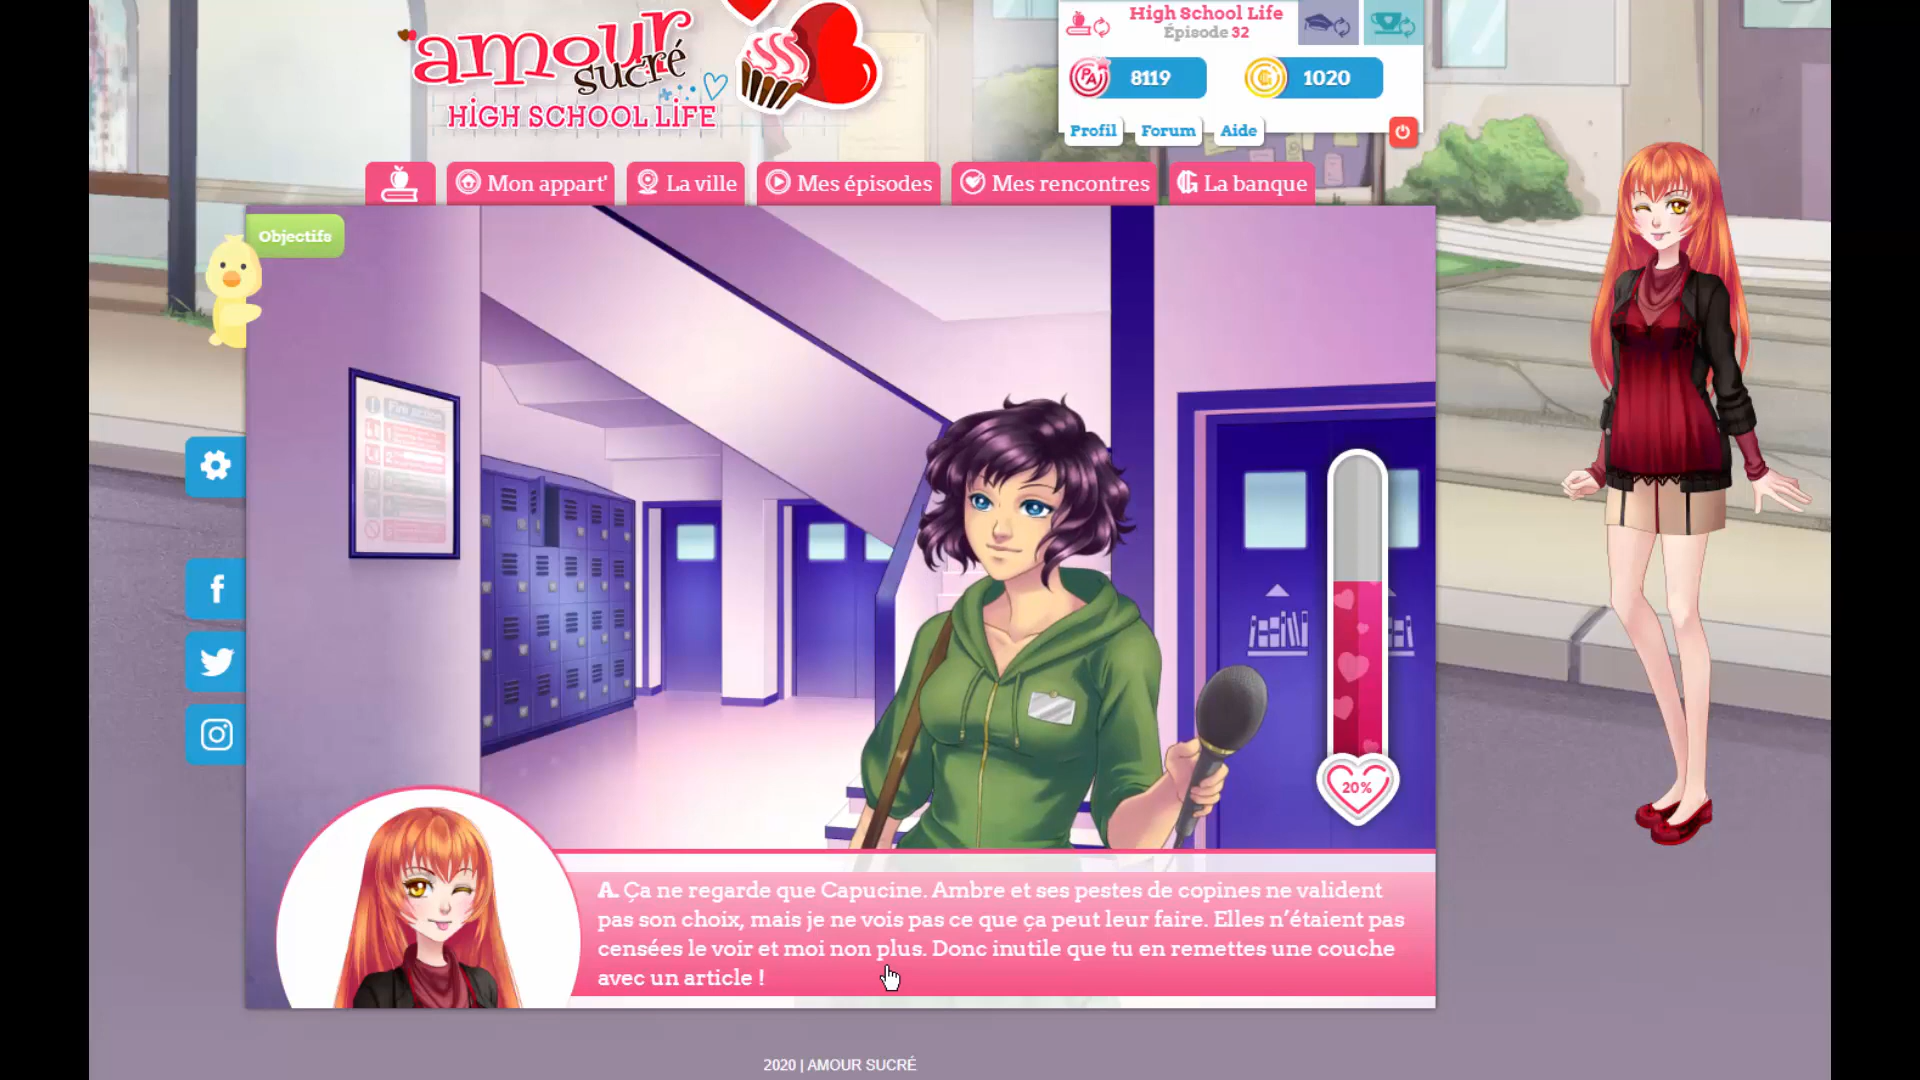 amour
sucré
HiGH SCHOOL LiFE
High School Life
Épisode 32
PA
8119
1020
Profil
Forum
Aide
Mon appart'
La ville
Mes épisodes
Mes rencontres
La banque
Objectifs
Fire action
20%
A. Ça ne regarde que Capucine. Ambre et ses pestes de copines ne valident
pas son choix, mais je ne vois pas ce que ça peut leur faire. Elles n'étaient pas
censées le voir et moi non plus. Donc inutile que tu en remettes une couche
avec un article !
2020 | AMOUR SUCRÉ